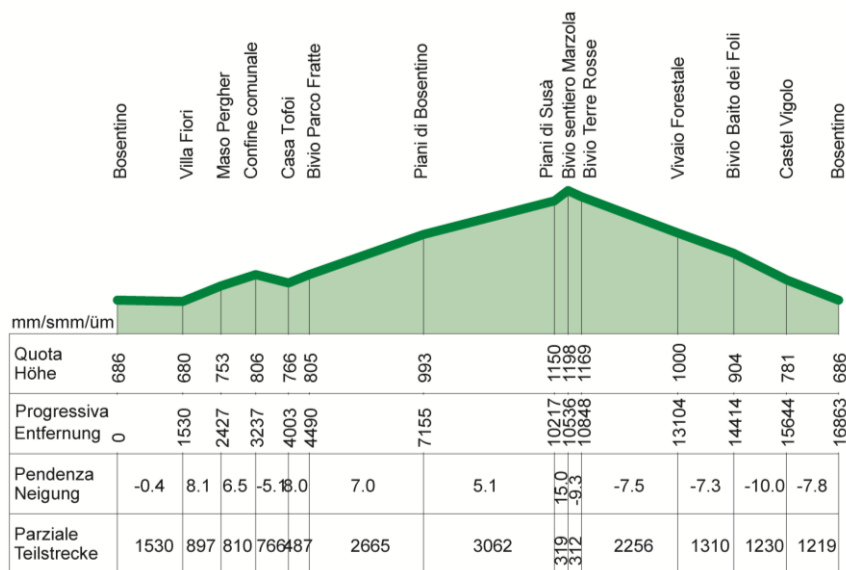 Bosentino
Villa Fiori
Maso Pergher
Confine comunale
Casa Tofoi
Bivio Parco Fratte
Piani di Bosentino
Piani di Susà
Bivio sentiero Marzola
Bivio Terre Rosse
Vivaio Forestale
Bivio Baito dei Foli
Castel Vigolo
Bosentino
mm/smm/üm
Quota
Höhe
686 680 753 806 766 805 993 1150 1198 1169 1000 904 781 686
Progressiva
Entfernung
0 1530 2427 3237 4003 4490 7155 10217 10536 10848 13104 14414 15644 16863
Pendenza
Neigung
-0.4 8.1 6.5 -5.1 8.0 7.0 5.1 15.0 -9.3 -7.5 -7.3 -10.0 -7.8
Parziale
Teilstrecke
1530 897 810 766 487 2665 3062 319 312 2256 1310 1230 1219